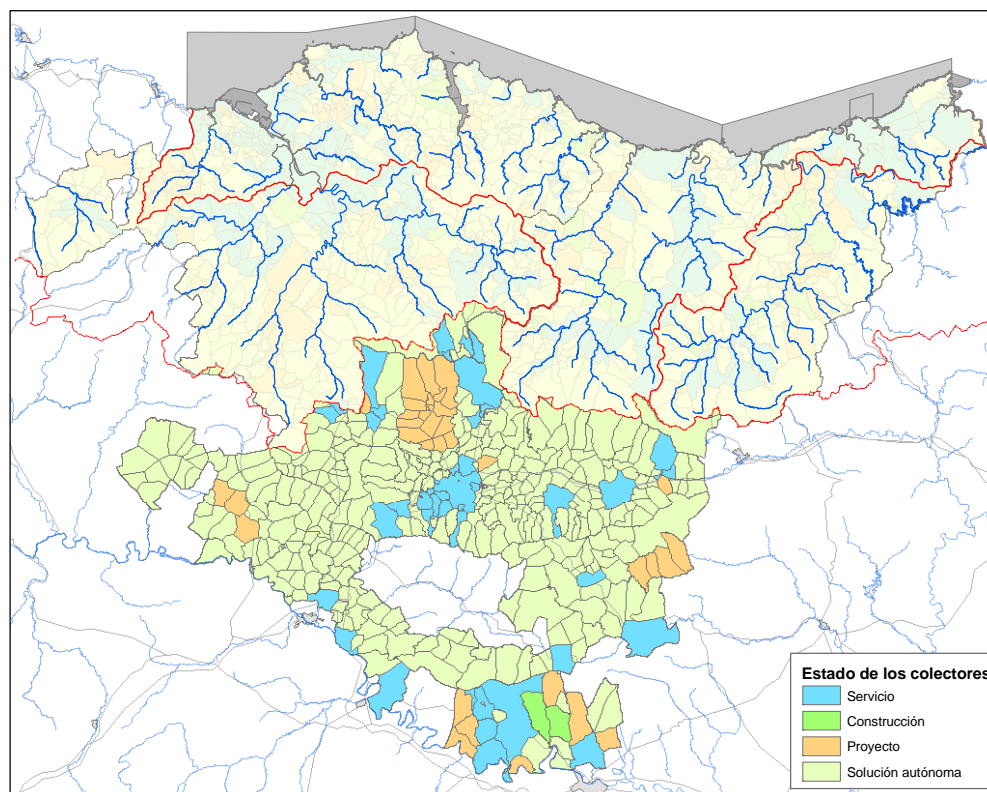 Estado de los colectores
Servicio
Construcción
Proyecto
Solución autónoma